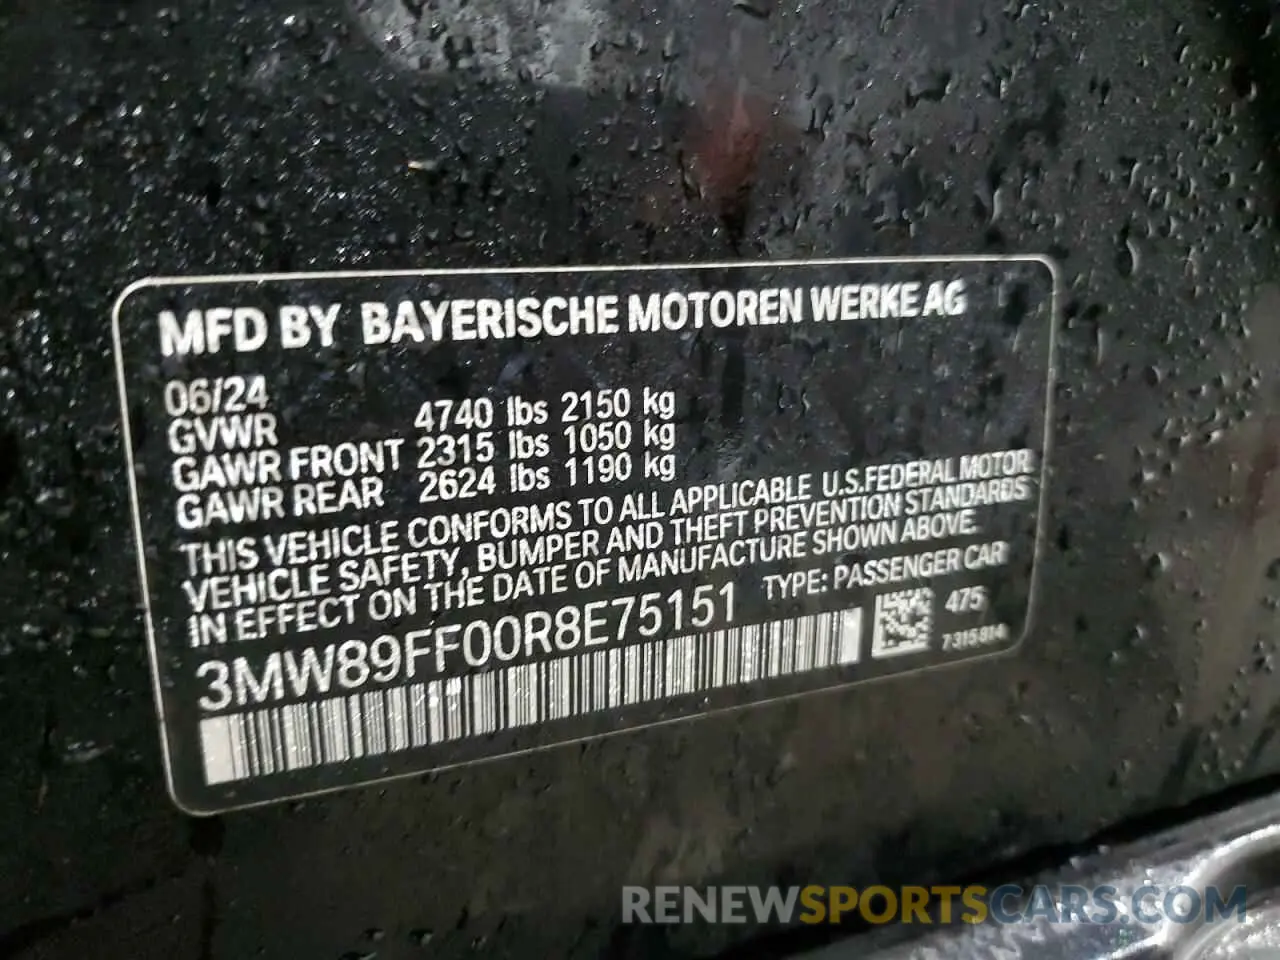 MFD BY BAYERISCHE MOTOREN WERKE AG
06/24
GVWR 4740 lbs 2150 kg
GAWR FRONT 2315 lbs 1050 kg
GAWR REAR 2624 lbs 1190 kg
THIS VEHICLE CONFORMS TO ALL APPLICABLE U.S.FEDERAL MOTOR
VEHICLE SAFETY, BUMPER AND THEFT PREVENTION STANDARDS
IN EFFECT ON THE DATE OF MANUFACTURE SHOWN ABOVE.
3MW89FF00R8E75151 TYPE: PASSENGER CAR
475
7315814
RENEWSPORTSCARS.COM